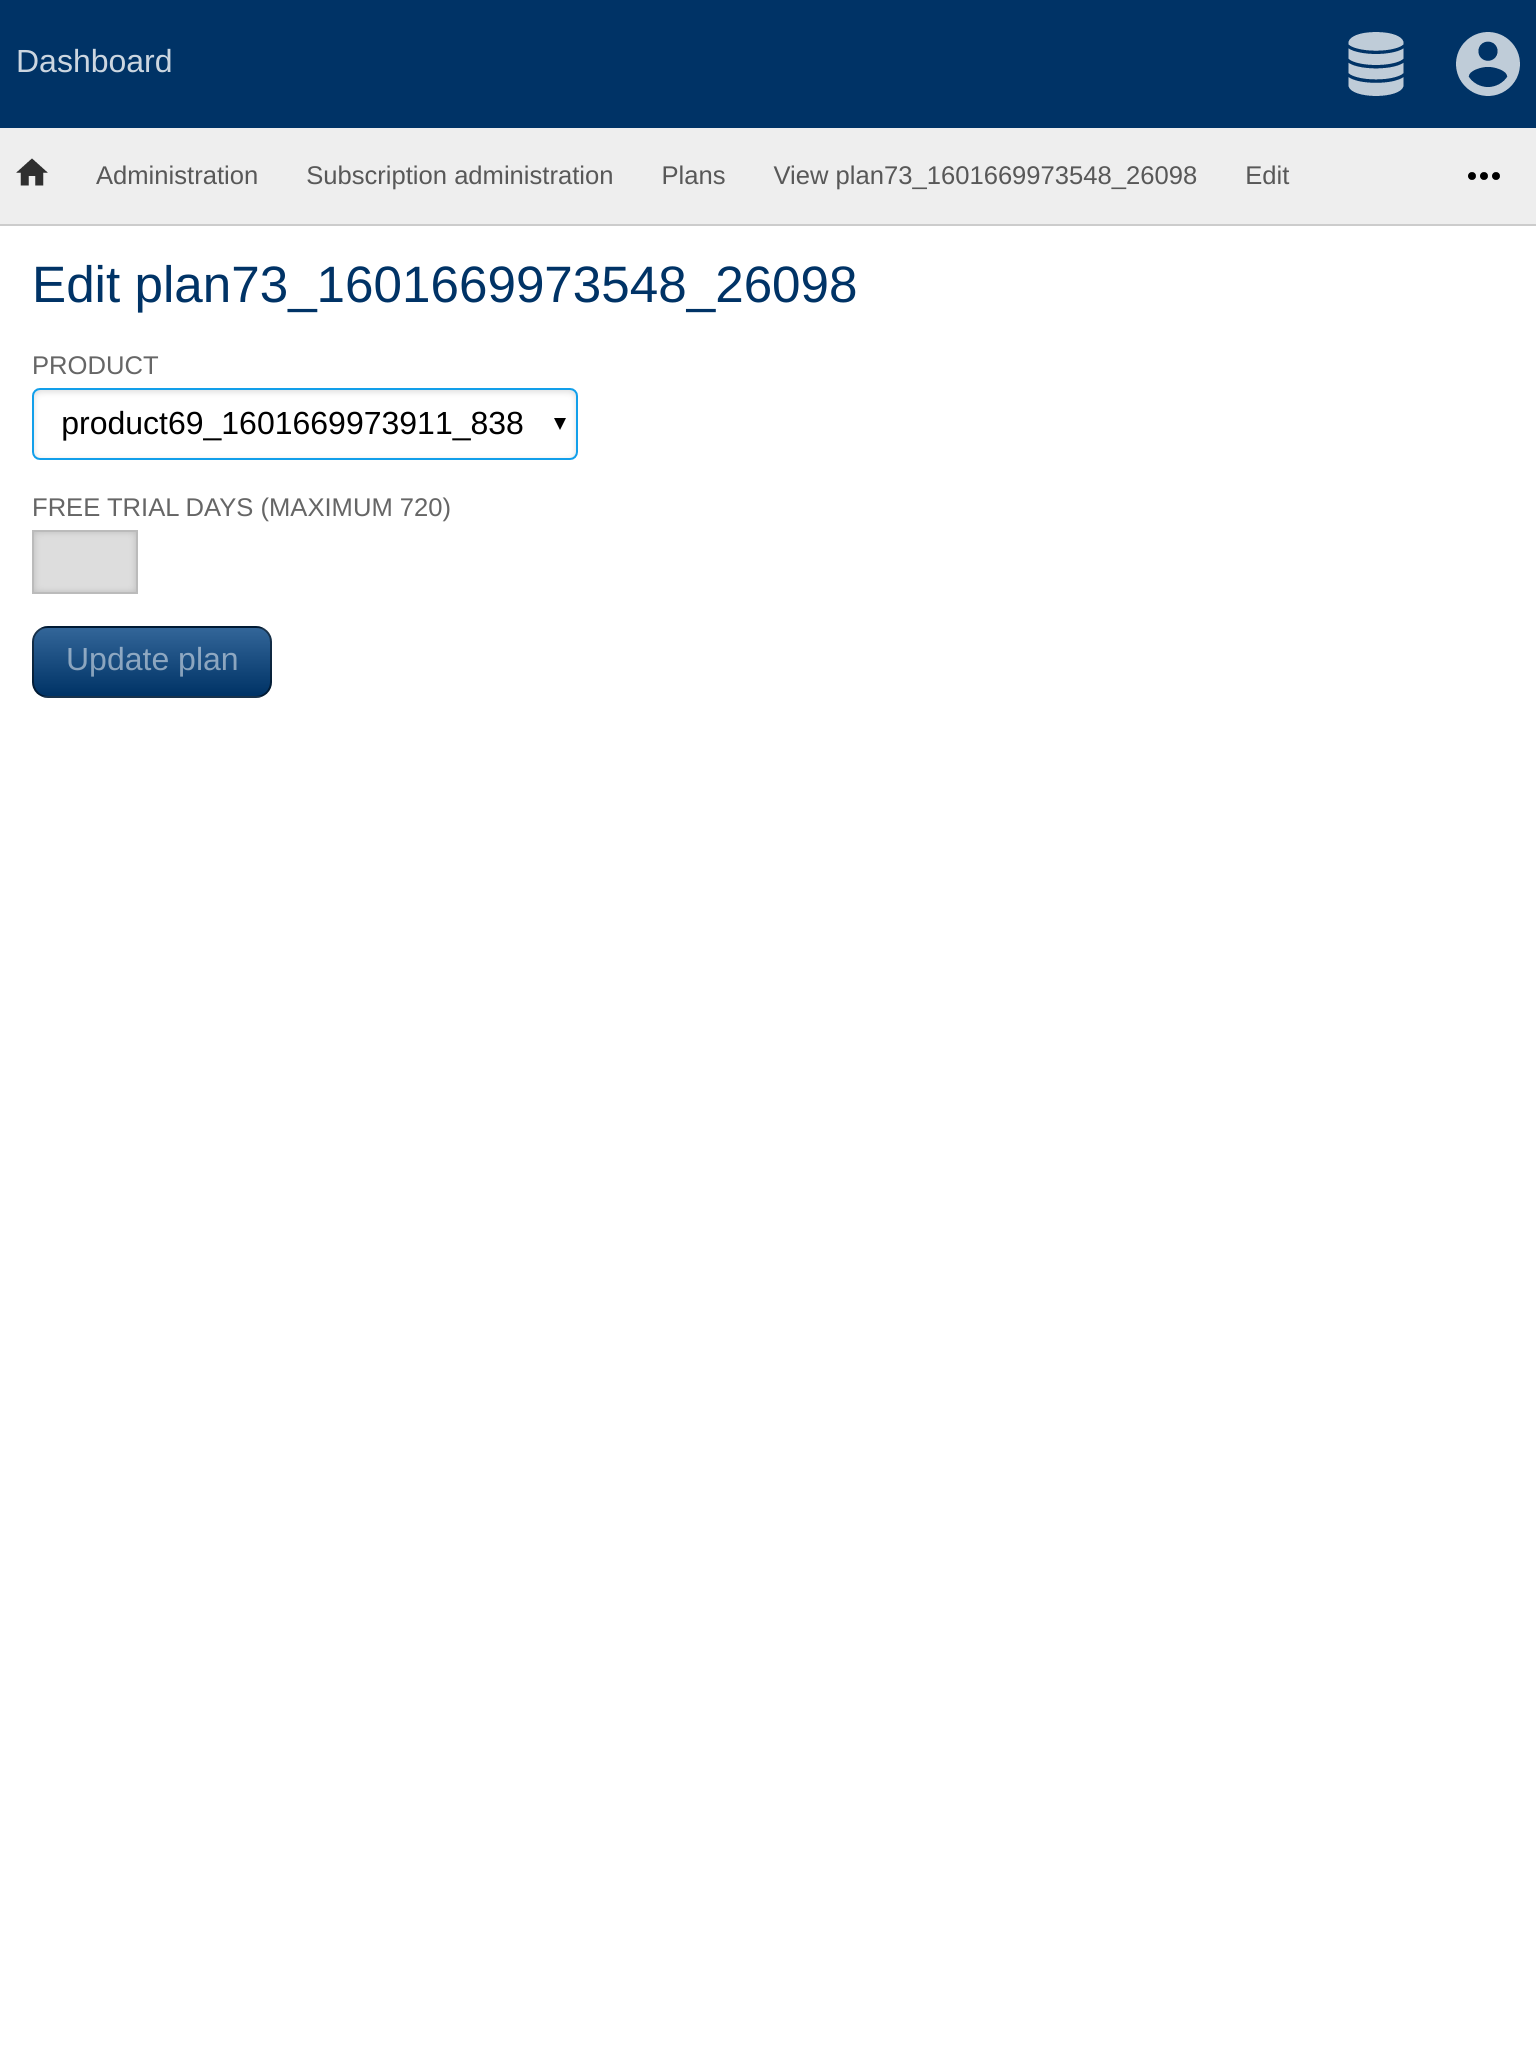 Dashboard
Administration Subscription administration Plans View plan73_1601669973548_26098 Edit
Edit plan73_1601669973548_26098
PRODUCT
product69_1601669973911_838
FREE TRIAL DAYS (MAXIMUM 720)
Update plan